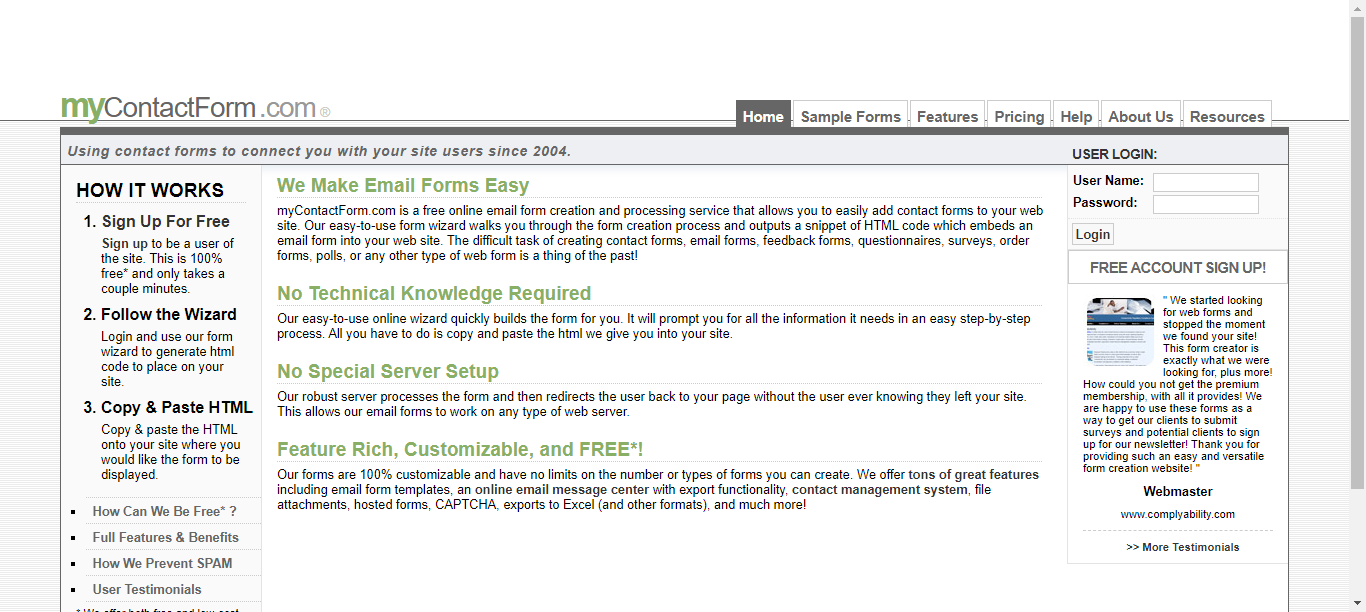 myContactForm.com ®
Home
Sample Forms
Features
Pricing
Help
About Us
Resources
Using contact forms to connect you with your site users since 2004.
HOW IT WORKS
1. Sign Up For Free
Sign up to be a user of
the site. This is 100%
free* and only takes a
couple minutes.
2. Follow the Wizard
Login and use our form
wizard to generate html
code to place on your
site.
3. Copy & Paste HTML
Copy & paste the HTML
onto your site where you
would like the form to be
displayed.
How Can We Be Free* ?
Full Features & Benefits
How We Prevent SPAM
User Testimonials
* We offer both free and low cost
We Make Email Forms Easy
myContactForm.com is a free online email form creation and processing service that allows you to easily add contact forms to your web
site. Our easy-to-use form wizard walks you through the form creation process and outputs a snippet of HTML code which embeds an
email form into your web site. The difficult task of creating contact forms, email forms, feedback forms, questionnaires, surveys, order
forms, polls, or any other type of web form is a thing of the past!
No Technical Knowledge Required
Our easy-to-use online wizard quickly builds the form for you. It will prompt you for all the information it needs in an easy step-by-step
process. All you have to do is copy and paste the html we give you into your site.
No Special Server Setup
Our robust server processes the form and then redirects the user back to your page without the user ever knowing they left your site.
This allows our email forms to work on any type of web server.
Feature Rich, Customizable, and FREE*!
Our forms are 100% customizable and have no limits on the number or types of forms you can create. We offer tons of great features
including email form templates, an online email message center with export functionality, contact management system, file
attachments, hosted forms, CAPTCHA, exports to Excel (and other formats), and much more!
USER LOGIN:
User Name:
Password:
Login
FREE ACCOUNT SIGN UP!
" We started looking
for web forms and
stopped the moment
we found your site!
This form creator is
exactly what we were
looking for, plus more!
How could you not get the premium
membership, with all it provides! We
are happy to use these forms as a
way to get our clients to submit
surveys and potential clients to sign
up for our newsletter! Thank you for
providing such an easy and versatile
form creation website! "
Webmaster
www.complyability.com
>> More Testimonials